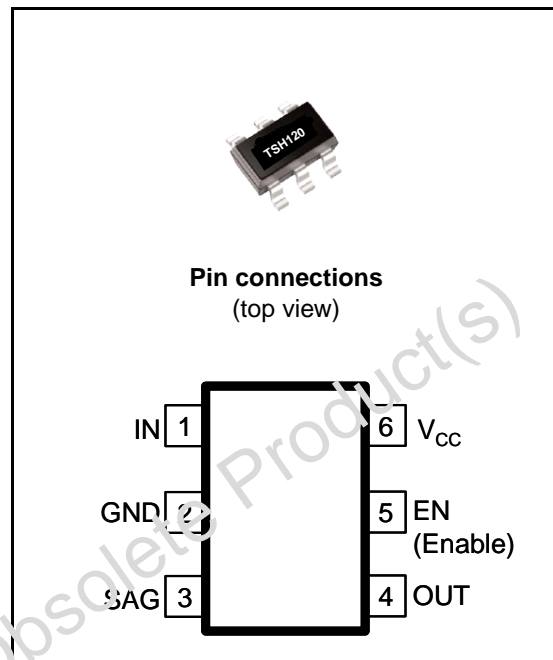 TSH120
Pin connections
(top view)
IN 1
6 VCC
GND 2
5 EN
(Enable)
SAG 3
4 OUT
Obsolete Product(s)